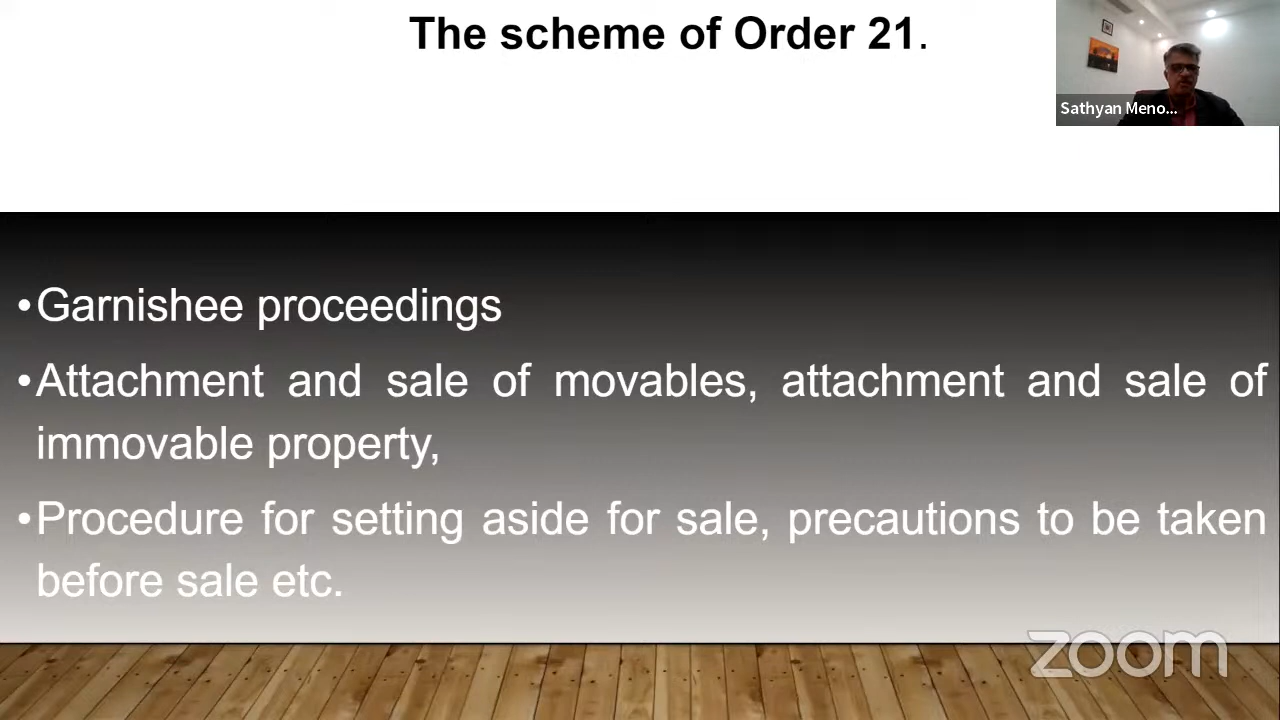 The scheme of Order 21.
Sathyan Meno...
•Garnishee proceedings
•Attachment and sale of movables, attachment and sale of
immovable property,
•Procedure for setting aside for sale, precautions to be taken
before sale etc.
zoom